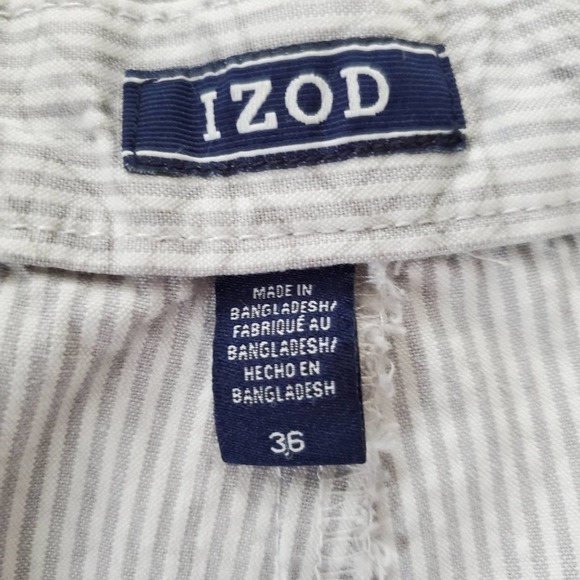 IZOD
MADE IN
BANGLADESH/
FABRIQUÉ AU
BANGLADESH/
HECHO EN
BANGLADESH
36